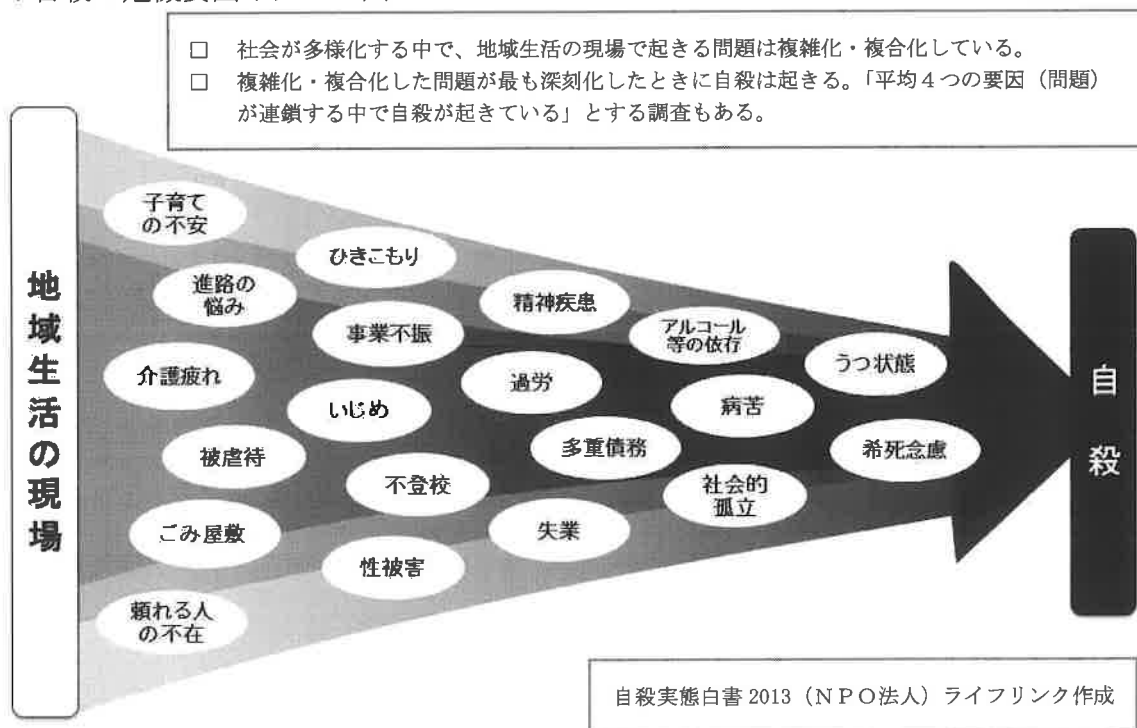 □ 社会が多様化する中で、地域生活の現場で起きる問題は複雑化・複合化している。
□ 複雑化・複合化した問題が最も深刻化したときに自殺は起きる。「平均４つの要因（問題）
が連鎖する中で自殺が起きている」とする調査もある。
地域生活の現場
子育て
の不安
ひきこもり
進路の
悩み
精神疾患
事業不振
アルコール
等の依存
うつ状態
介護疲れ
過労
いじめ
病苦
被虐待
多重債務
希死念慮
不登校
社会的
孤立
ごみ屋敷
失業
性被害
頼れる人
の不在
自殺
自殺実態白書 2013（ＮＰＯ法人）ライフリンク作成